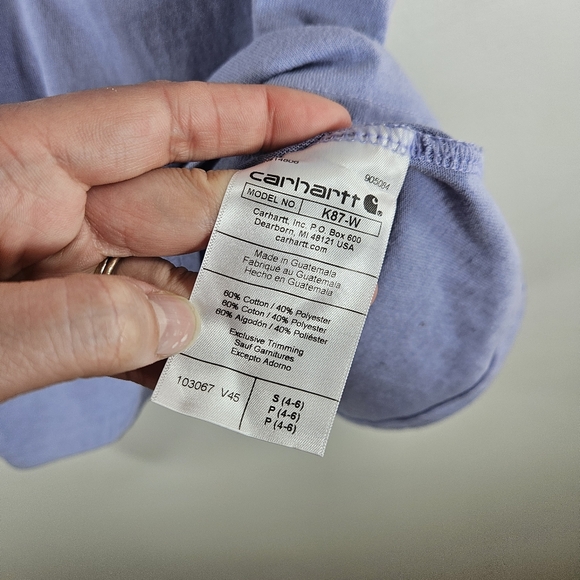 905064
carhartt
MODEL NO K87-W
Carhartt, Inc. P.O. Box 600
Dearborn, MI 48121 USA
carhartt.com
Made in Guatemala
Fabriqué au Guatemala
Hecho en Guatemala
60% Cotton / 40% Polyester
60% Coton / 40% Polyester
60% Algodón / 40% Poliéster
Exclusive Trimming
Sauf Garnitures
Excepto Adorno
103067 V45
S (4-6)
P (4-6)
P (4-6)